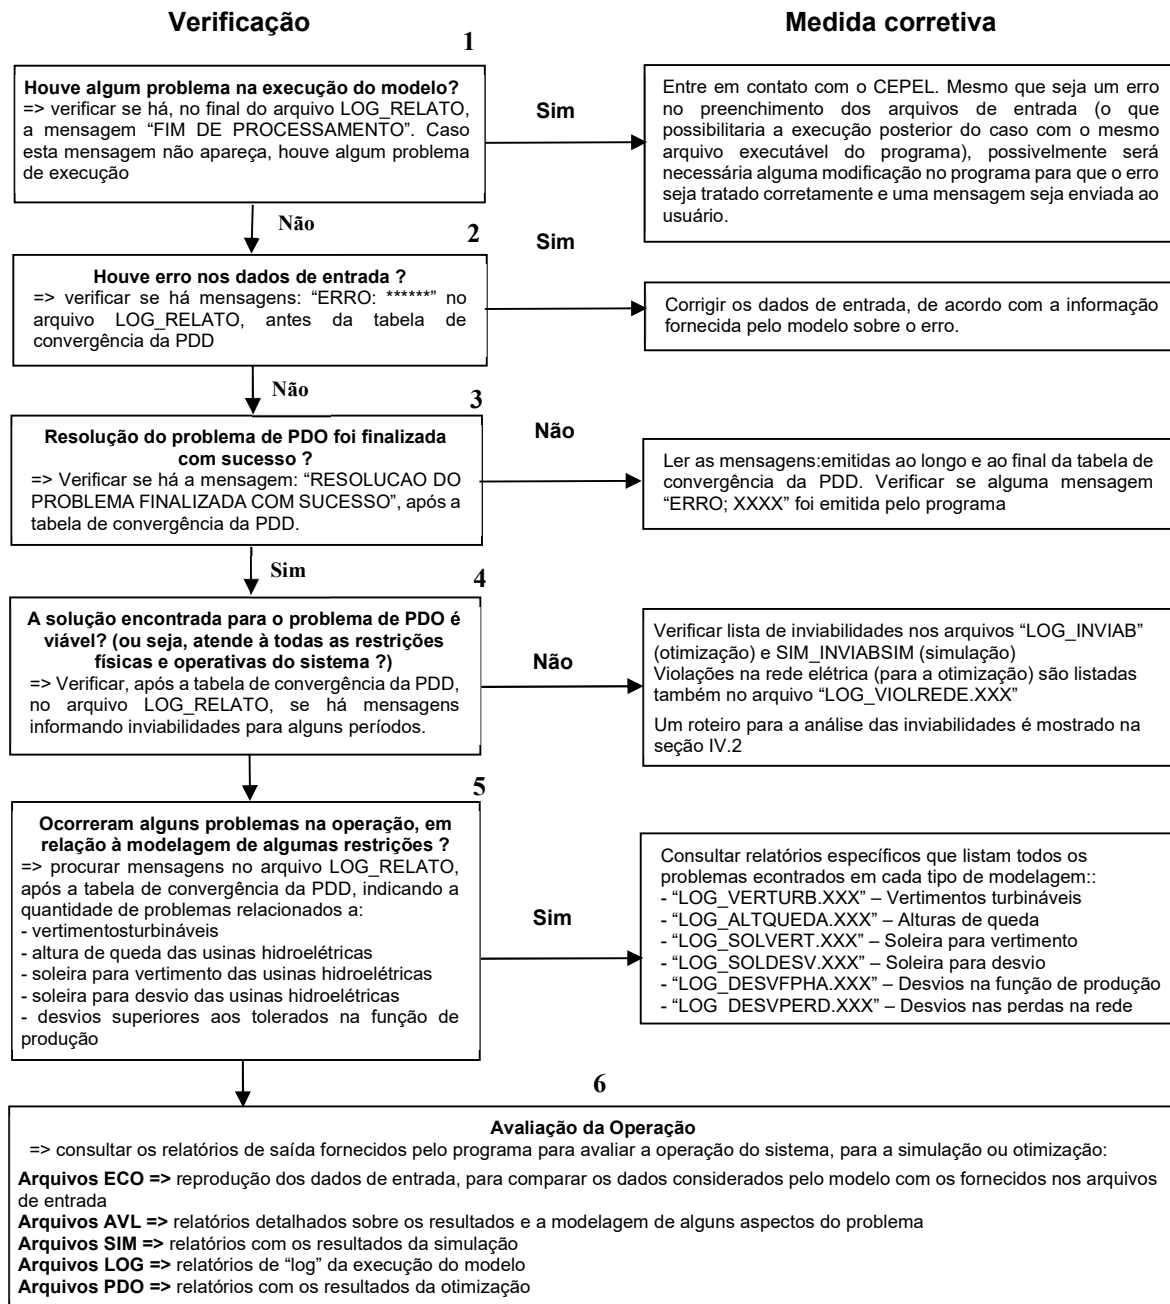 Verificação
Medida corretiva
1
Houve algum problema na execução do modelo?
=> verificar se há, no final do arquivo LOG_RELATO,
a mensagem “FIM DE PROCESSAMENTO”. Caso
esta mensagem não apareça, houve algum problema
de execução
Sim
Entre em contato com o CEPEL. Mesmo que seja um erro
no preenchimento dos arquivos de entrada (o que
possibilitaria a execução posterior do caso com o mesmo
arquivo executável do programa), possivelmente será
necessária alguma modificação no programa para que o erro
seja tratado corretamente e uma mensagem seja enviada ao
usuário.
Não
2
Houve erro nos dados de entrada ?
=> verificar se há mensagens: “ERRO: ******” no
arquivo LOG_RELATO, antes da tabela de
convergência da PDD
Sim
Corrigir os dados de entrada, de acordo com a informação
fornecida pelo modelo sobre o erro.
Não
3
Resolução do problema de PDO foi finalizada
com sucesso ?
=> Verificar se há a mensagem: “RESOLUCAO DO
PROBLEMA FINALIZADA COM SUCESSO”, após a
tabela de convergência da PDD.
Não
Ler as mensagens:emitidas ao longo e ao final da tabela de
convergência da PDD. Verificar se alguma mensagem
“ERRO; XXXX” foi emitida pelo programa
Sim
4
A solução encontrada para o problema de PDO é
viável? (ou seja, atende à todas as restrições
físicas e operativas do sistema ?)
=> Verificar, após a tabela de convergência da PDD,
no arquivo LOG_RELATO, se há mensagens
informando inviabilidades para alguns períodos.
Não
Verificar lista de inviabilidades nos arquivos “LOG_INVIAB”
(otimização) e SIM_INVIABSIM (simulação)
Violações na rede elétrica (para a otimização) são listadas
também no arquivo “LOG_VIOLREDE.XXX”
Um roteiro para a análise das inviabilidades é mostrado na
seção IV.2
5
Ocorreram alguns problemas na operação, em
relação à modelagem de algumas restrições ?
=> procurar mensagens no arquivo LOG_RELATO,
após a tabela de convergência da PDD, indicando a
quantidade de problemas relacionados a:
- vertimentosturbináveis
- altura de queda das usinas hidroelétricas
- soleira para vertimento das usinas hidroelétricas
- soleira para desvio das usinas hidroelétricas
- desvios superiores aos tolerados na função de
produção
Sim
Consultar relatórios específicos que listam todos os
problemas econtrados em cada tipo de modelagem::
- “LOG_VERTURB.XXX” – Vertimentos turbináveis
- “LOG_ALTQUEDA.XXX” – Alturas de queda
- “LOG_SOLVERT.XXX” – Soleira para vertimento
- “LOG_SOLDESV.XXX” – Soleira para desvio
- “LOG_DESVFPHA.XXX” – Desvios na função de produção
- “LOG_DESVPERD.XXX” – Desvios nas perdas na rede
6
Avaliação da Operação
=> consultar os relatórios de saída fornecidos pelo programa para avaliar a operação do sistema, para a simulação ou otimização:
Arquivos ECO => reprodução dos dados de entrada, para comparar os dados considerados pelo modelo com os fornecidos nos arquivos
de entrada
Arquivos AVL => relatórios detalhados sobre os resultados e a modelagem de alguns aspectos do problema
Arquivos SIM => relatórios com os resultados da simulação
Arquivos LOG => relatórios de “log” da execução do modelo
Arquivos PDO => relatórios com os resultados da otimização